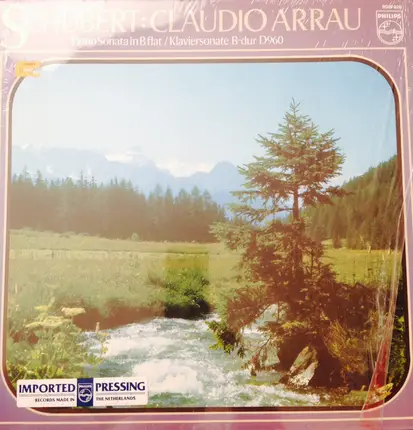 SCHUBERT: CLAUDIO ARRAU
Piano Sonata in B flat / Klaviersonate B-dur D960
PHILIPS
IMPORTED PRESSING
RECORDS MADE IN THE NETHERLANDS